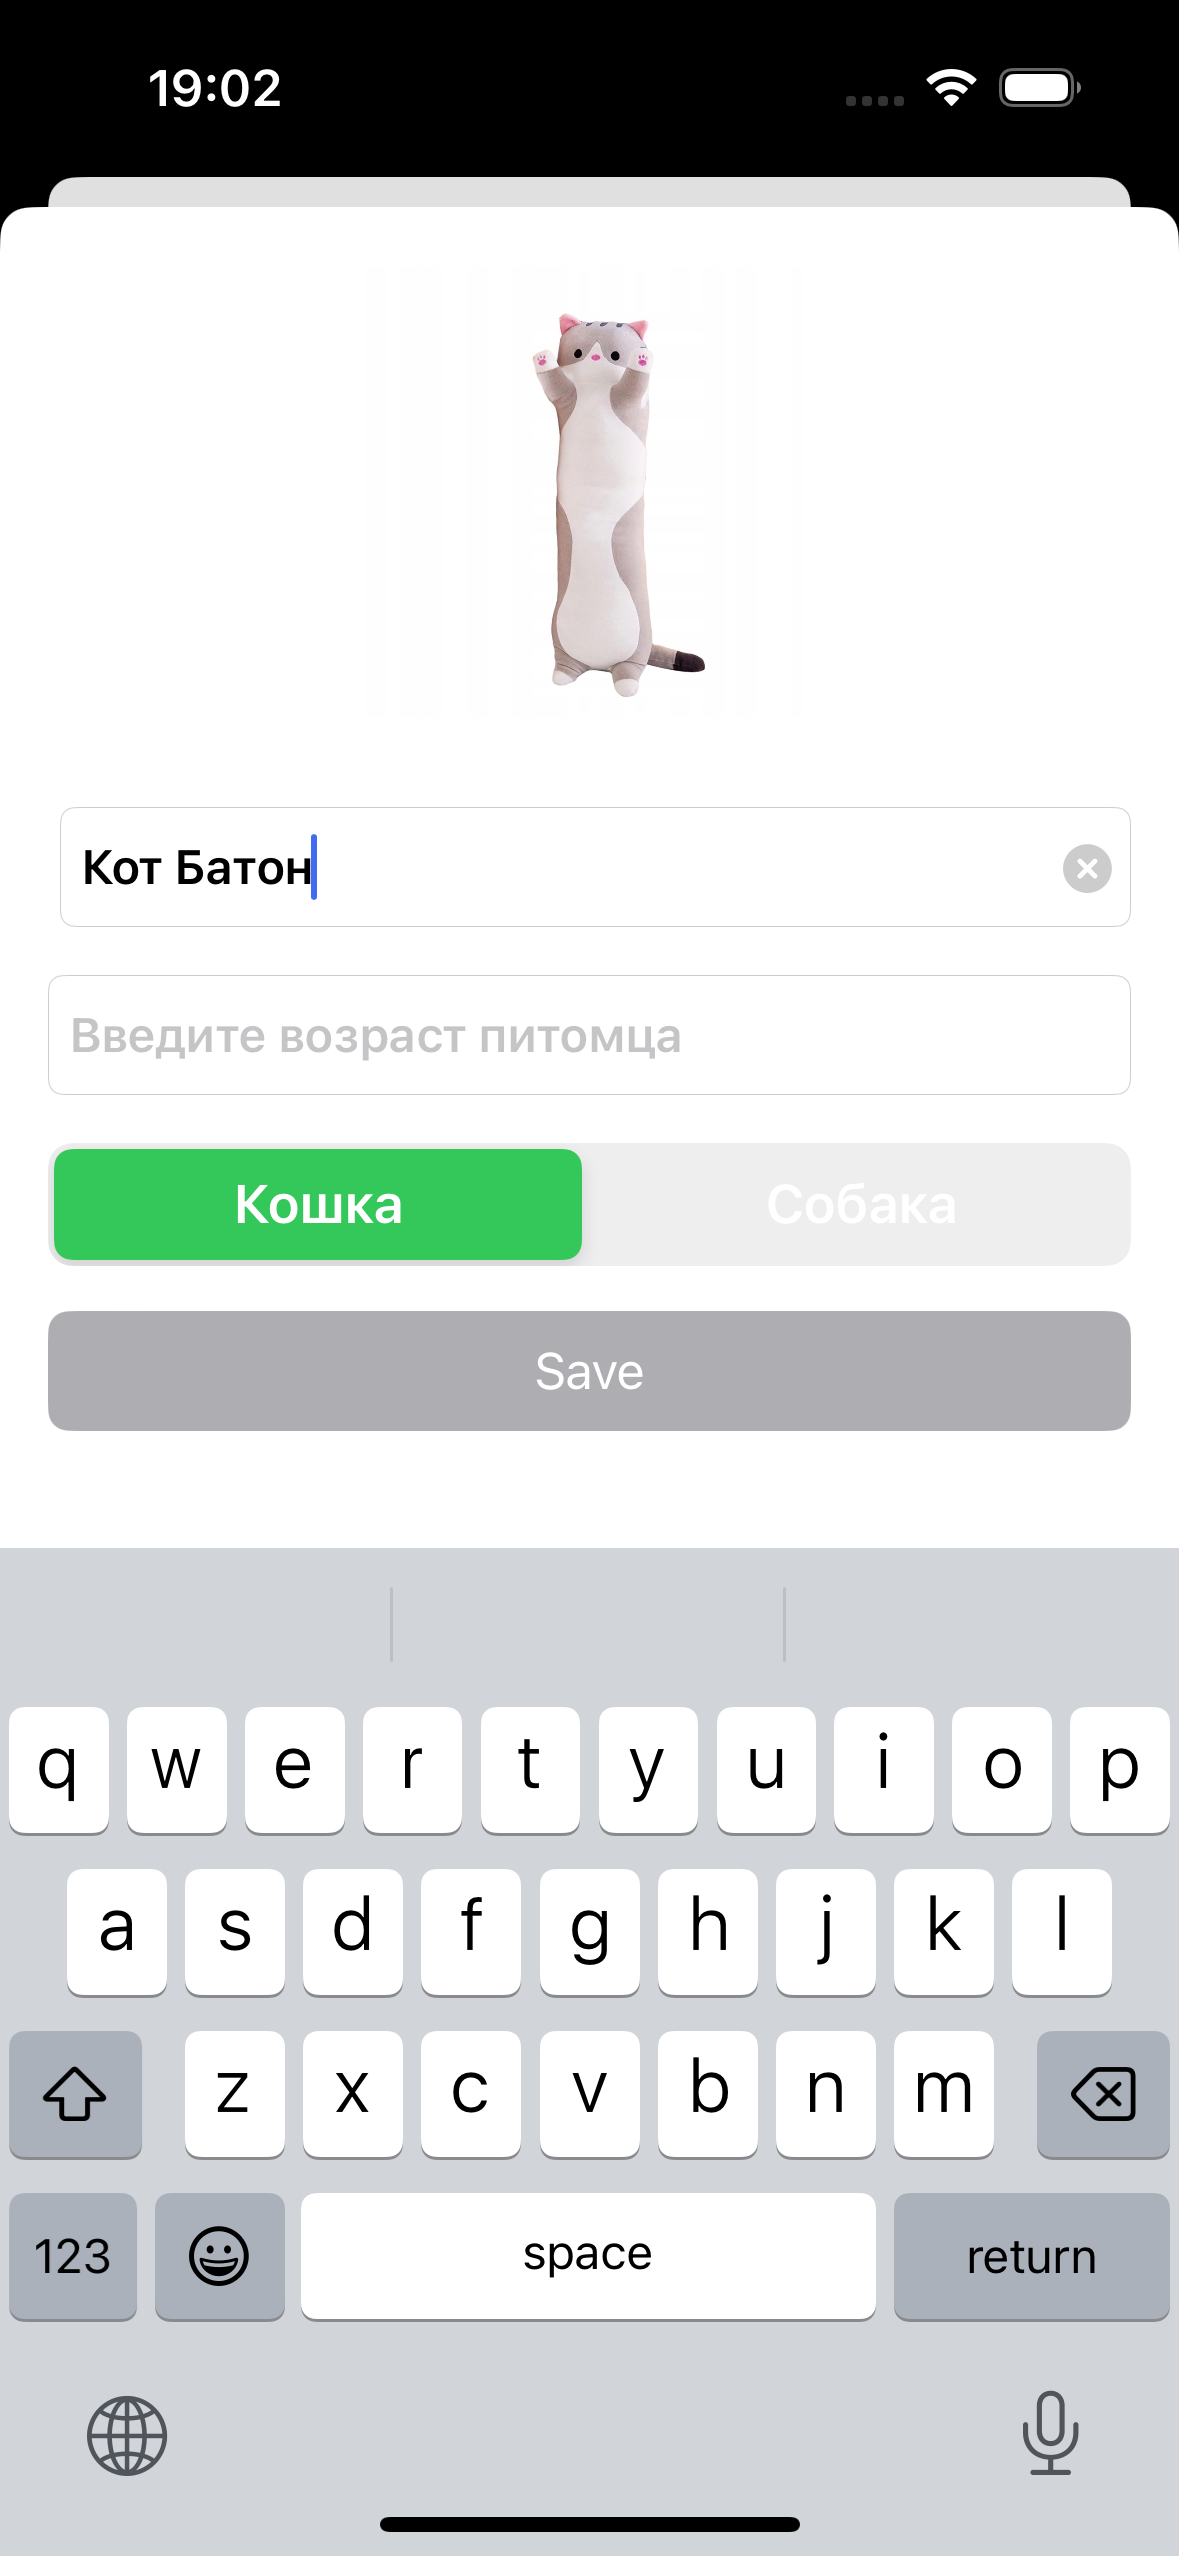 19:02
Кот Батон
Введите возраст питомца
Кошка Собака
Save
q w e r t y u i o p
a s d f g h j k l
z x c v b n m
123 space return